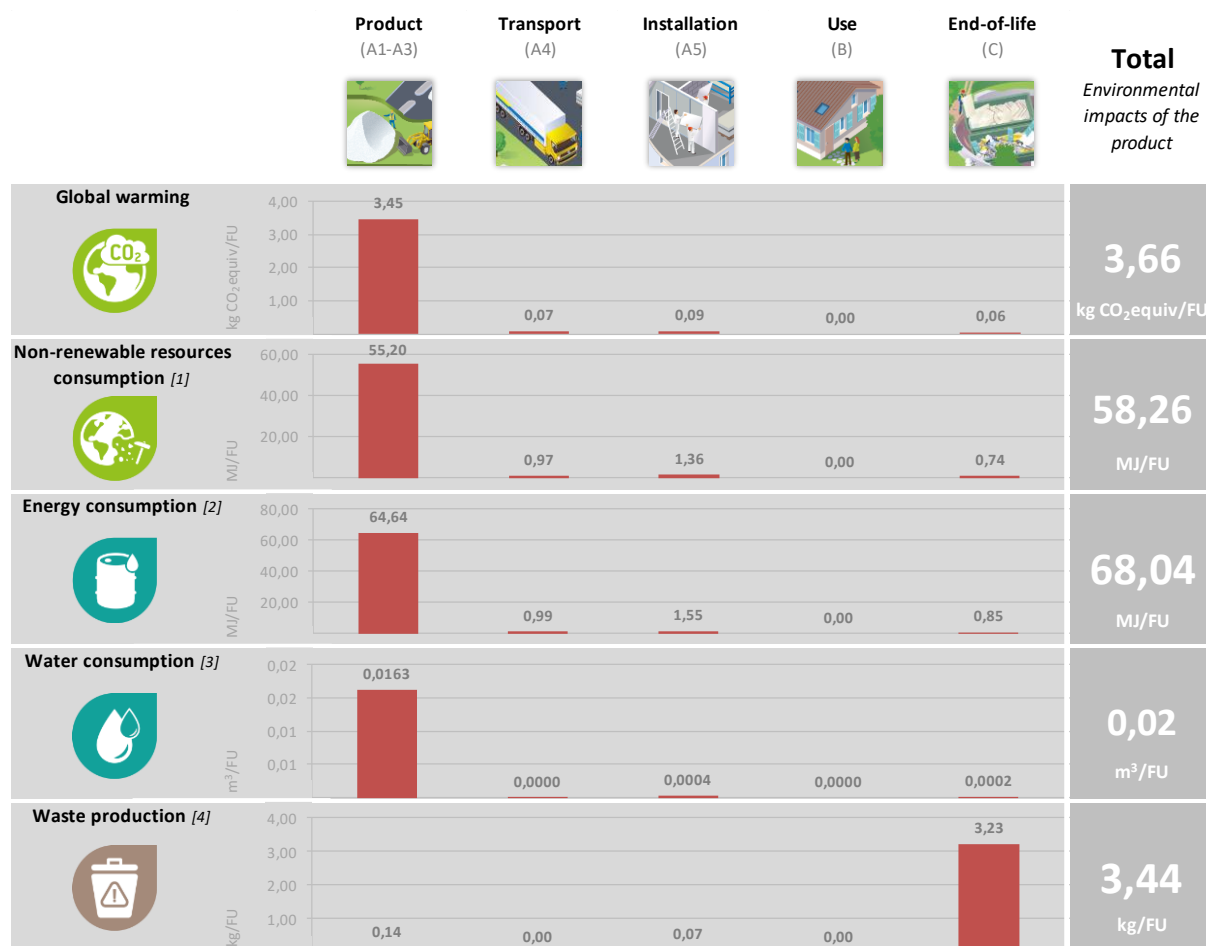 Product
(A1-A3)
Transport
(A4)
Installation
(A5)
Use
(B)
End-of-life
(C)
Total
Environmental
impacts of the
product
Global warming
CO2
kg CO2equiv/FU
4,00
3,00
2,00
1,00
3,45
0,07
0,09
0,00
0,06
3,66
kg CO2equiv/FU
Non-renewable resources
consumption [1]
MJ/FU
60,00
40,00
20,00
55,20
0,97
1,36
0,00
0,74
58,26
MJ/FU
Energy consumption [2]
MJ/FU
80,00
60,00
40,00
20,00
64,64
0,99
1,55
0,00
0,85
68,04
MJ/FU
Water consumption [3]
m³/FU
0,02
0,02
0,01
0,01
0,0163
0,0000
0,0004
0,0000
0,0002
0,02
m³/FU
Waste production [4]
kg/FU
4,00
3,00
2,00
1,00
0,14
0,00
0,07
0,00
3,23
3,44
kg/FU